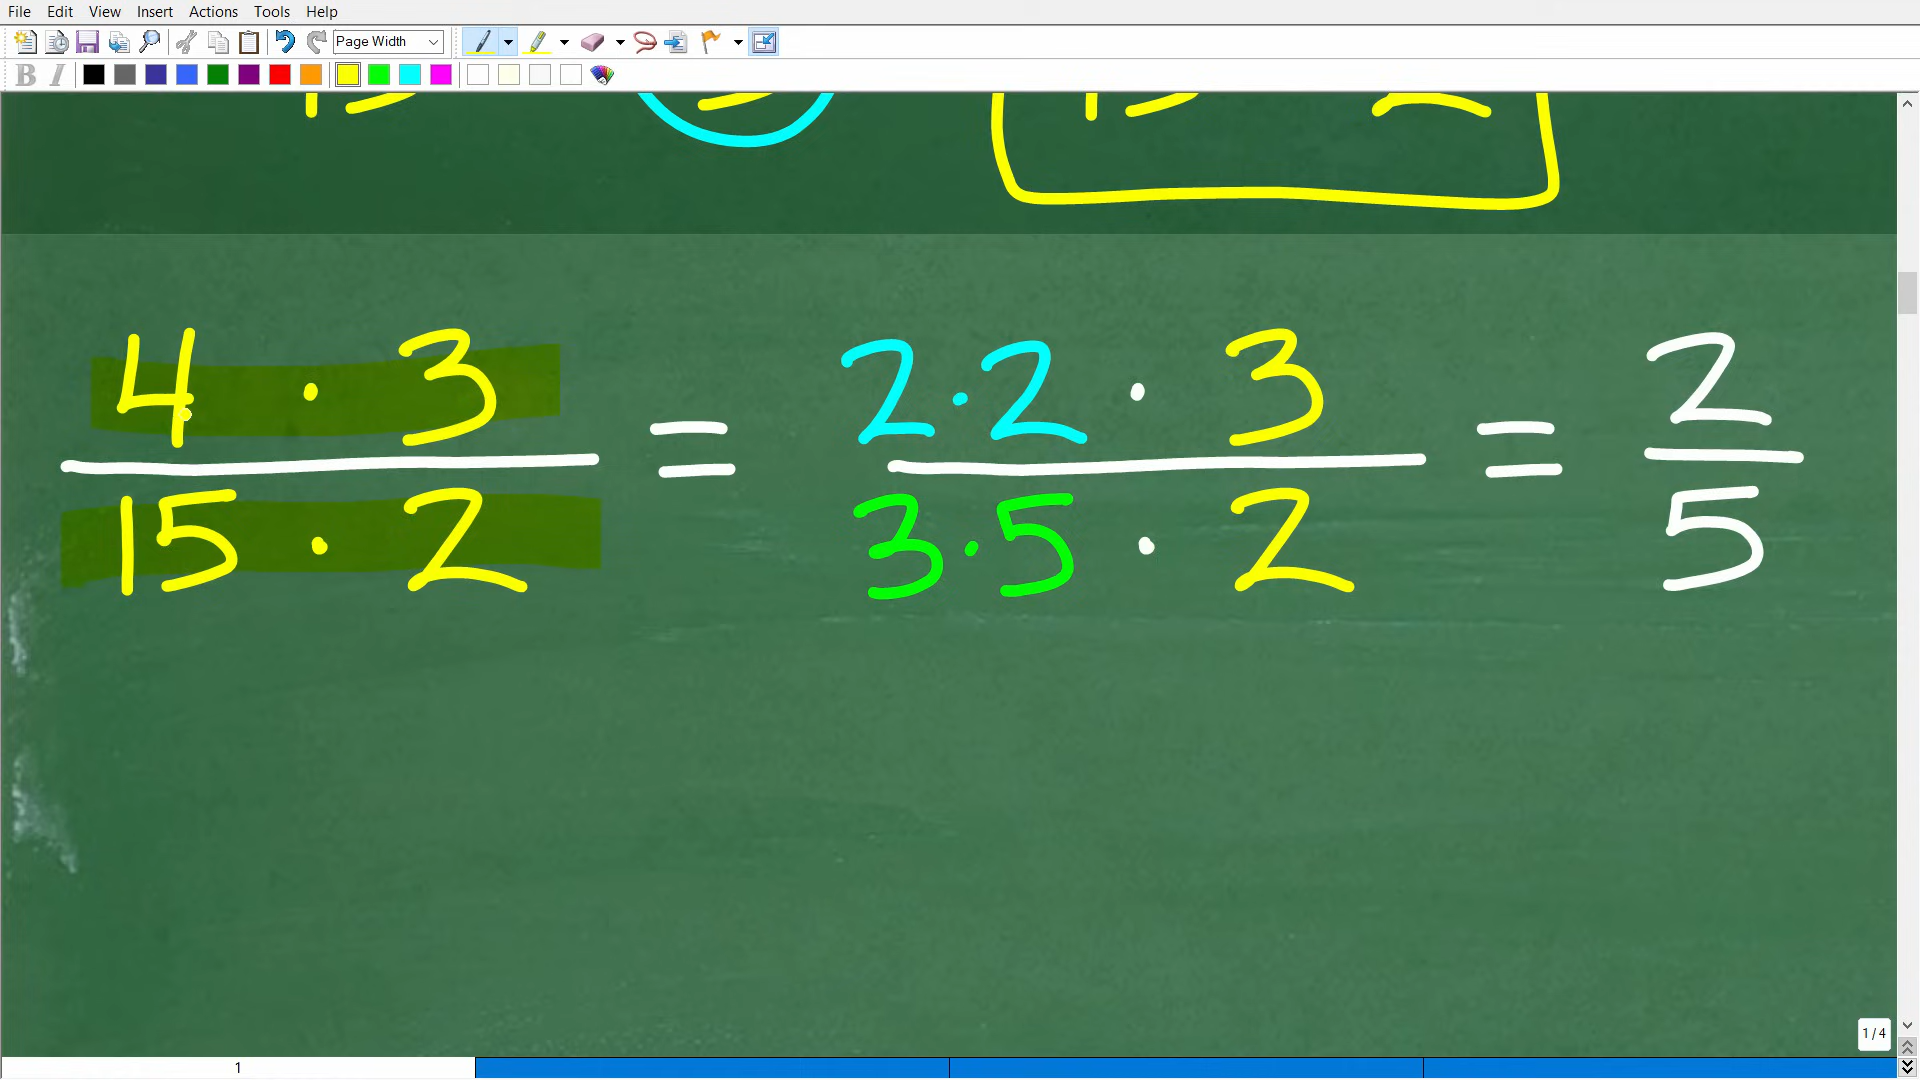 File Edit View Insert Actions Tools Help
Page Width
B I
4 · 3 = 2·2 · 3 = 2
15 · 2 3·5 · 2 5
1 / 4
1